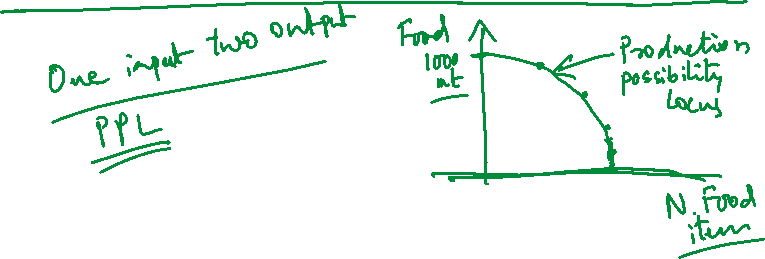 One input two output
PPL
Food
1000
mt
Production
possibility
locus
N. Food
item